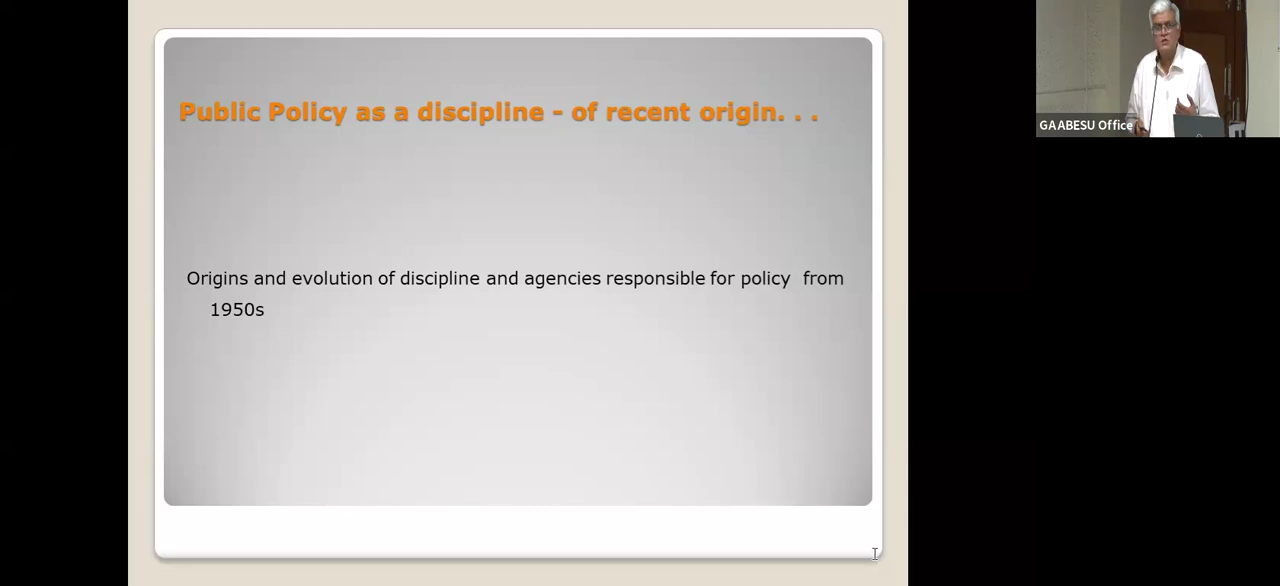 Public Policy as a discipline - of recent origin. . .
Origins and evolution of discipline and agencies responsible for policy from
1950s
GAABESU Office